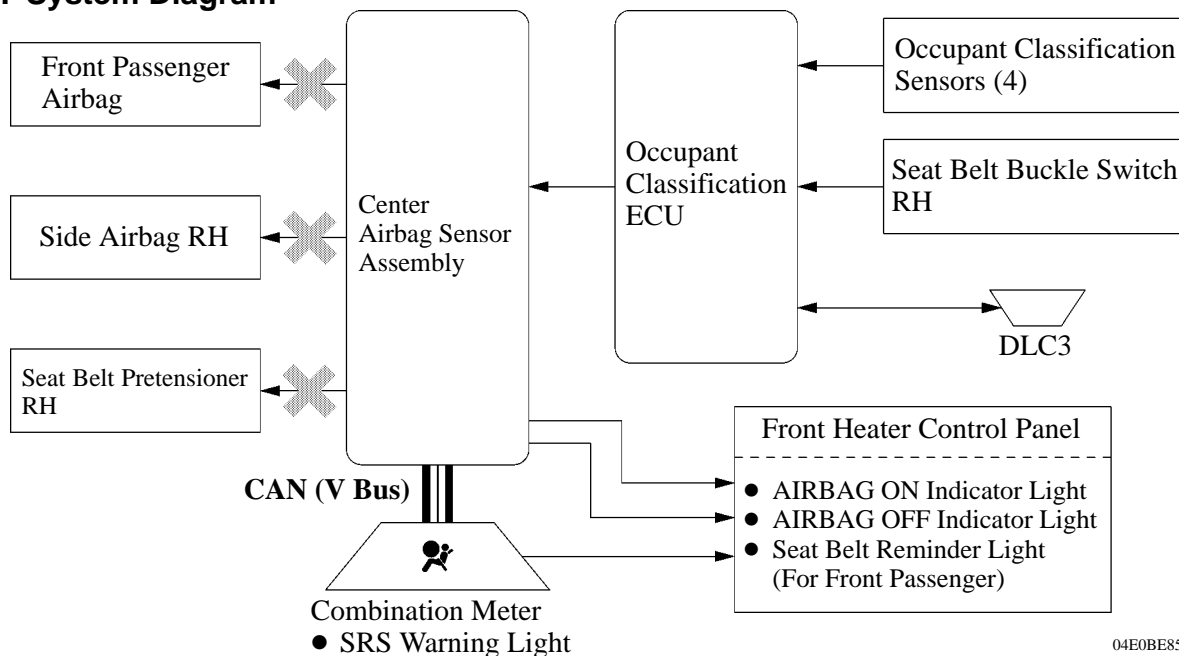 System Diagram
Front Passenger
Airbag
Side Airbag RH
Seat Belt Pretensioner
RH
Center
Airbag Sensor
Assembly
Occupant
Classification
ECU
Occupant Classification
Sensors (4)
Seat Belt Buckle Switch
RH
DLC3
CAN (V Bus)
Front Heater Control Panel
● AIRBAG ON Indicator Light
● AIRBAG OFF Indicator Light
● Seat Belt Reminder Light
(For Front Passenger)
Combination Meter
● SRS Warning Light
04E0BE85